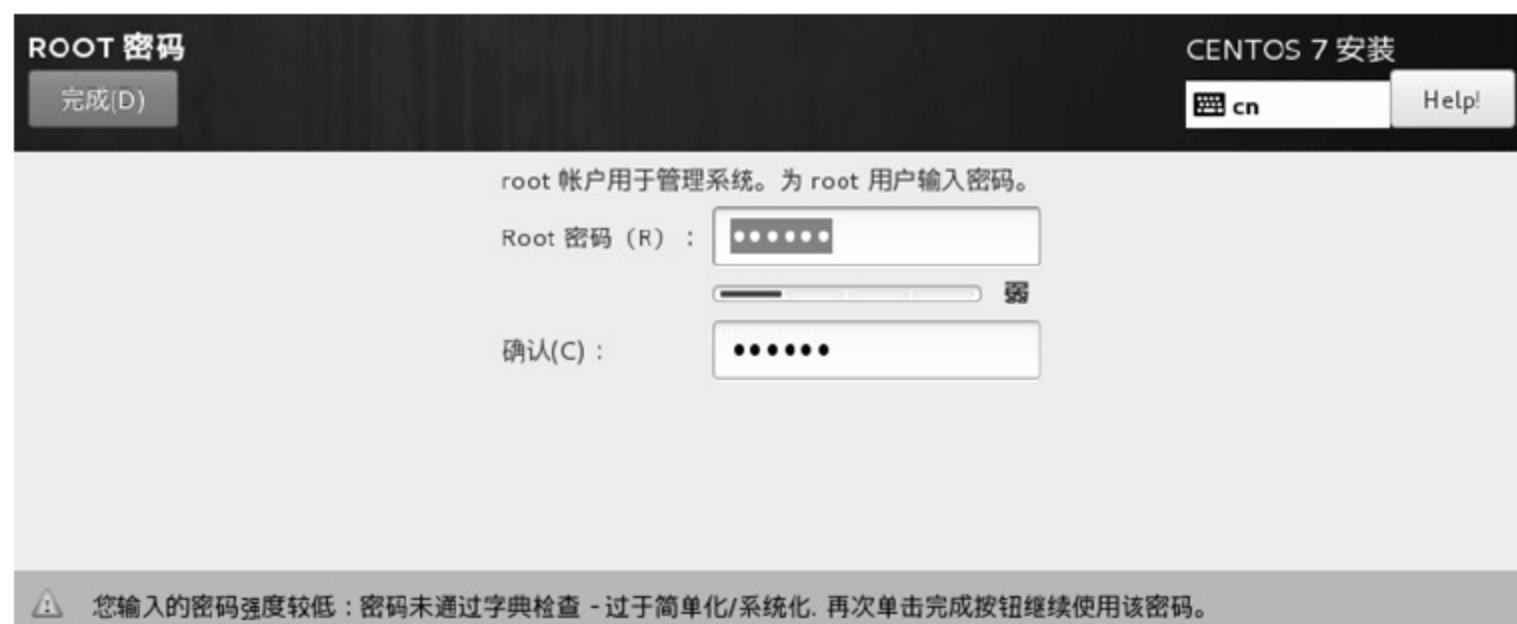 ROOT 密码
CENTOS 7 安装
完成(D)
cn
Help!
root 帐户用于管理系统。为 root 用户输入密码。
Root 密码（R）：
••••••
弱
确认(C)：
••••••
您输入的密码强度较低：密码未通过字典检查 - 过于简单化/系统化. 再次单击完成按钮继续使用该密码。